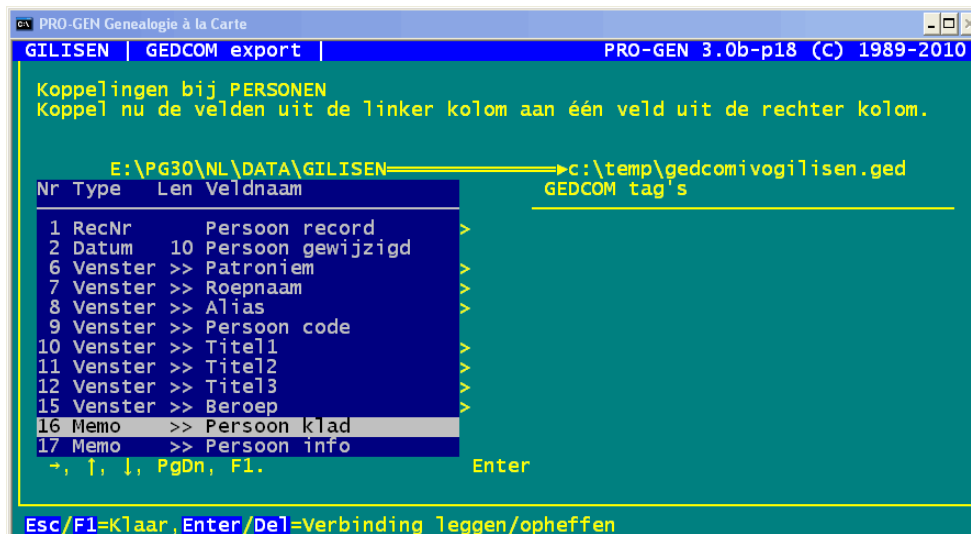 PRO-GEN Genealogie à la Carte
GILISEN | GEDCOM export | PRO-GEN 3.0b-p18 (C) 1989-2010
Koppelingen bij PERSONEN
Koppel nu de velden uit de linker kolom aan één veld uit de rechter kolom.
E:\PG30\NL\DATA\GILISEN══════════►c:\temp\gedcomivogilisen.ged
Nr Type Len Veldnaam GEDCOM tag's
1 RecNr Persoon record >
2 Datum 10 Persoon gewijzigd
6 Venster >> Patroniem >
7 Venster >> Roepnaam >
8 Venster >> Alias >
9 Venster >> Persoon code
10 Venster >> Titel1 >
11 Venster >> Titel2 >
12 Venster >> Titel3 >
15 Venster >> Beroep >
16 Memo >> Persoon klad
17 Memo >> Persoon info
→, ↑, ↓, PgDn, F1. Enter
Esc/F1=Klaar,Enter/Del=Verbinding leggen/opheffen